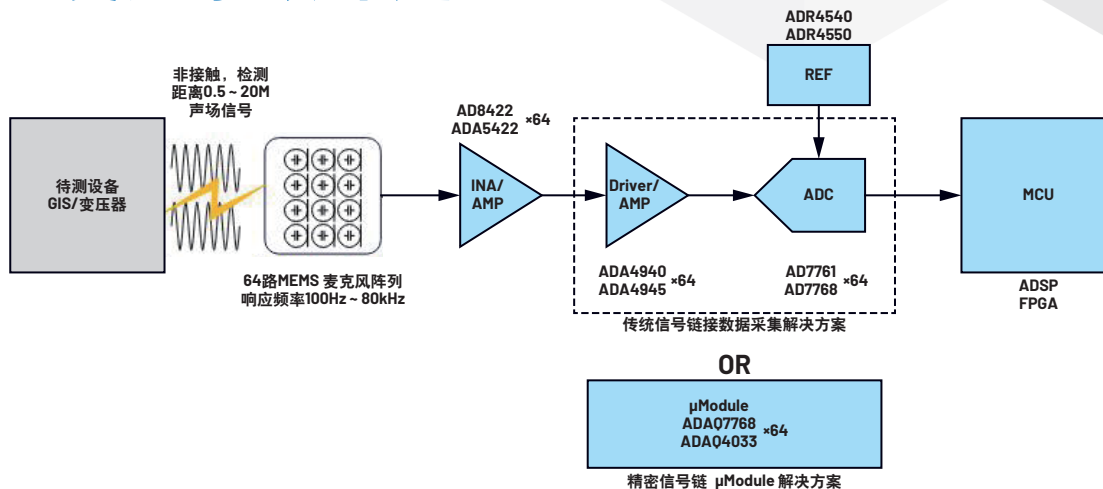 ADR4540
ADR4550
REF
非接触，检测
距离0.5 ~ 20M
声场信号
AD8422
ADA5422
×64
待测设备
GIS/变压器
INA/
AMP
Driver/
AMP
ADC
MCU
64路MEMS 麦克风阵列
响应频率100Hz ~ 80kHz
ADA4940
ADA4945
×64
AD7761
AD7768
×64
ADSP
FPGA
传统信号链接数据采集解决方案
OR
µModule
ADAQ7768
ADAQ4033
×64
精密信号链 µModule 解决方案